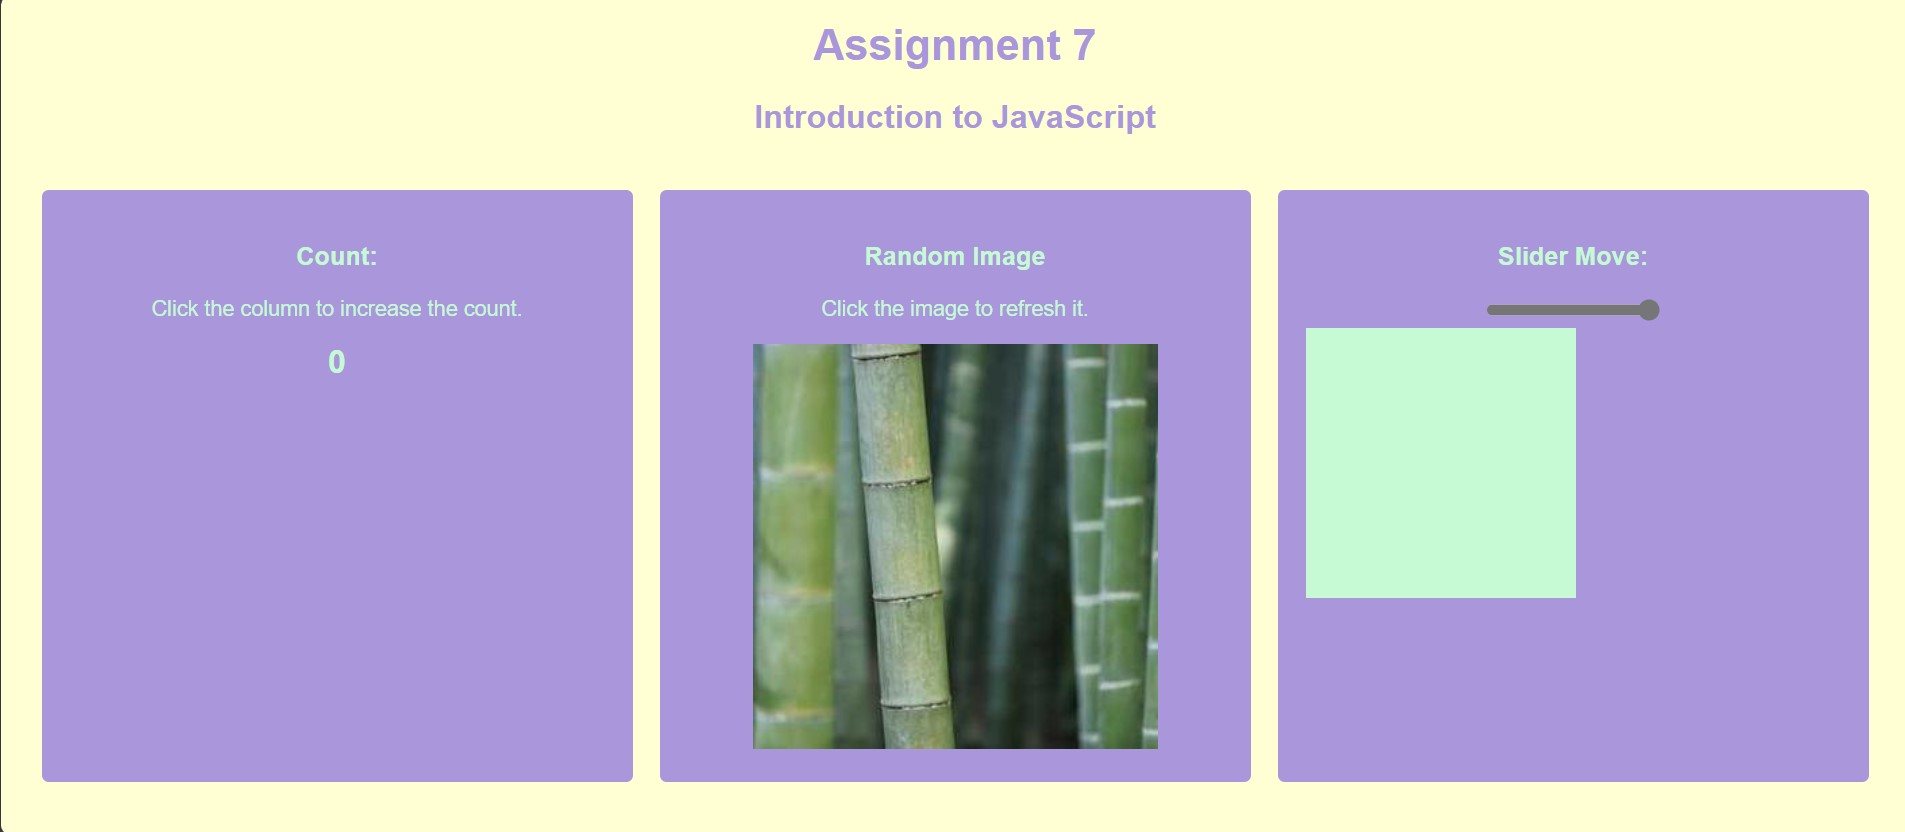 Assignment 7
Introduction to JavaScript
Count:
Click the column to increase the count.
0
Random Image
Click the image to refresh it.
Slider Move: